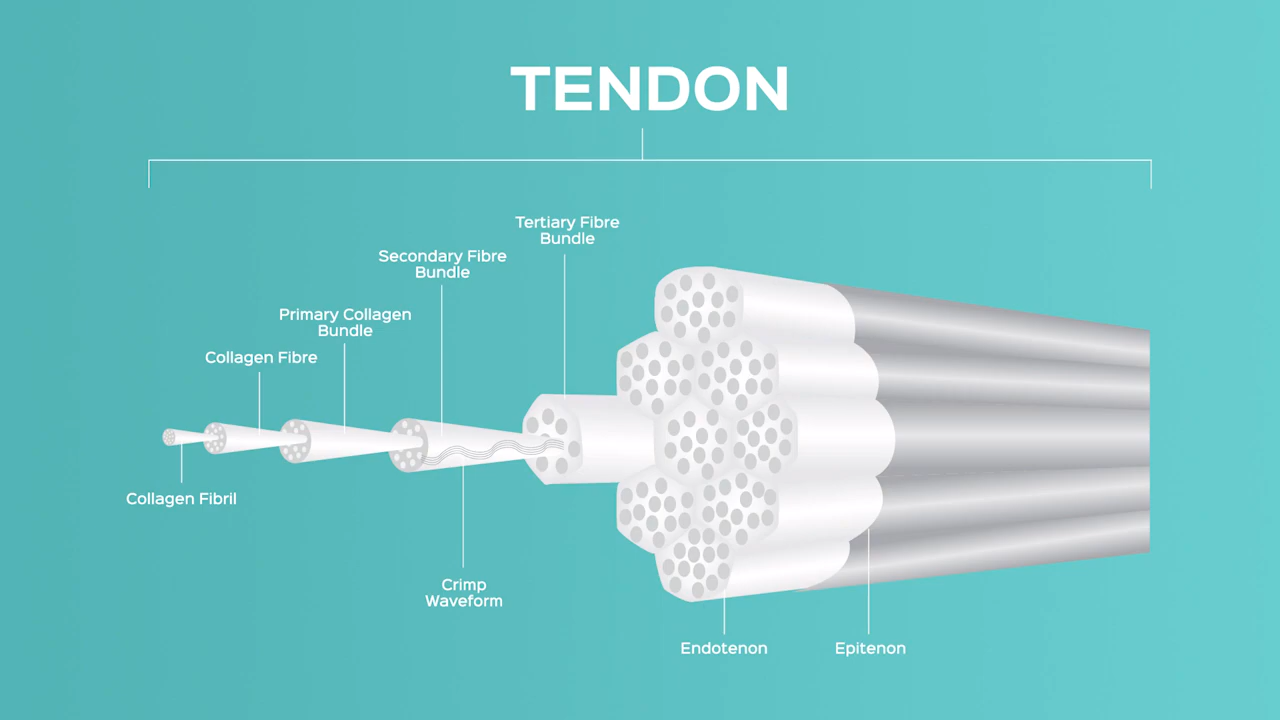 TENDON
Tertiary Fibre
Bundle
Secondary Fibre
Bundle
Primary Collagen
Bundle
Collagen Fibre
Collagen Fibril
Crimp
Waveform
Endotenon
Epitenon